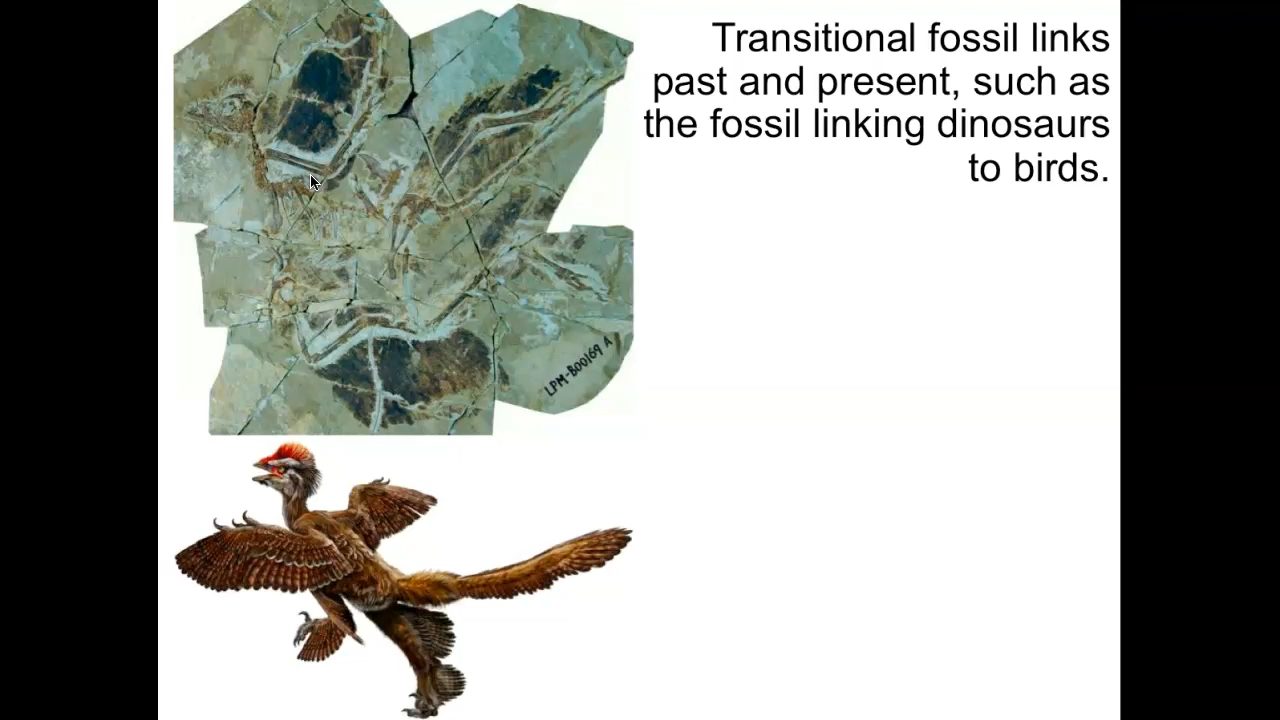 Transitional fossil links
past and present, such as
the fossil linking dinosaurs
to birds.
LPM-B00169 A